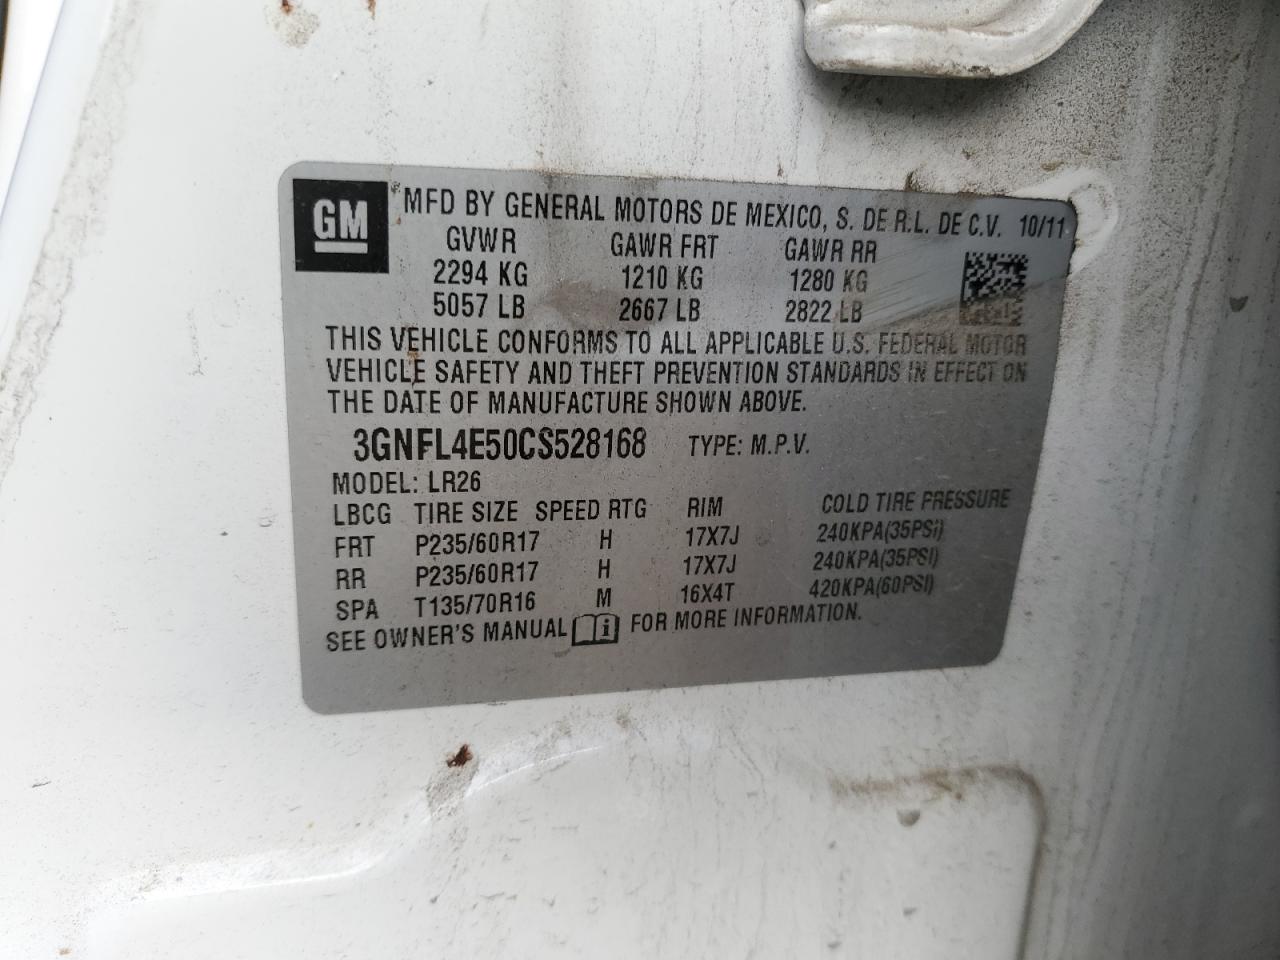 GM
MFD BY GENERAL MOTORS DE MEXICO, S. DE R.L. DE C.V. 10/11
GVWR GAWR FRT GAWR RR
2294 KG 1210 KG 1280 KG
5057 LB 2667 LB 2822 LB
THIS VEHICLE CONFORMS TO ALL APPLICABLE U.S. FEDERAL MOTOR
VEHICLE SAFETY AND THEFT PREVENTION STANDARDS IN EFFECT ON
THE DATE OF MANUFACTURE SHOWN ABOVE.
3GNFL4E50CS528168 TYPE: M.P.V.
MODEL: LR26
LBCG TIRE SIZE SPEED RTG RIM COLD TIRE PRESSURE
FRT P235/60R17 H 17X7J 240KPA(35PSI)
RR P235/60R17 H 17X7J 240KPA(35PSI)
SPA T135/70R16 M 16X4T 420KPA(60PSI)
SEE OWNER'S MANUAL i FOR MORE INFORMATION.